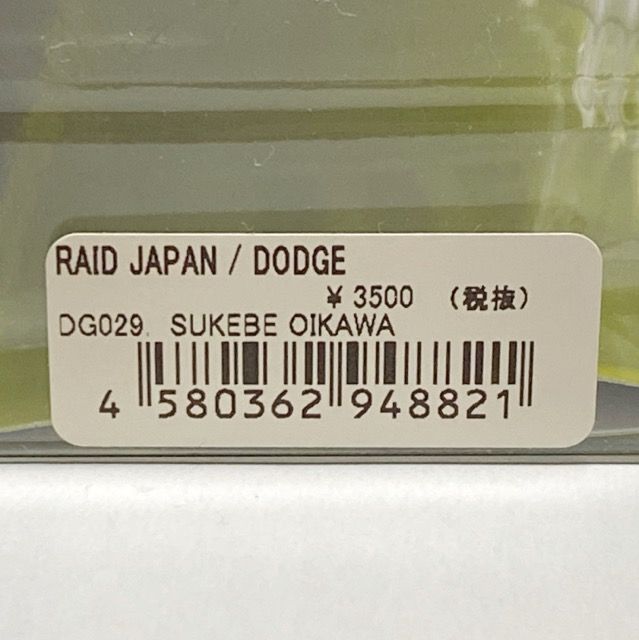 RAID JAPAN / DODGE
¥ 3500 (税抜)
DG029. SUKEBE OIKAWA
4 580362 948821